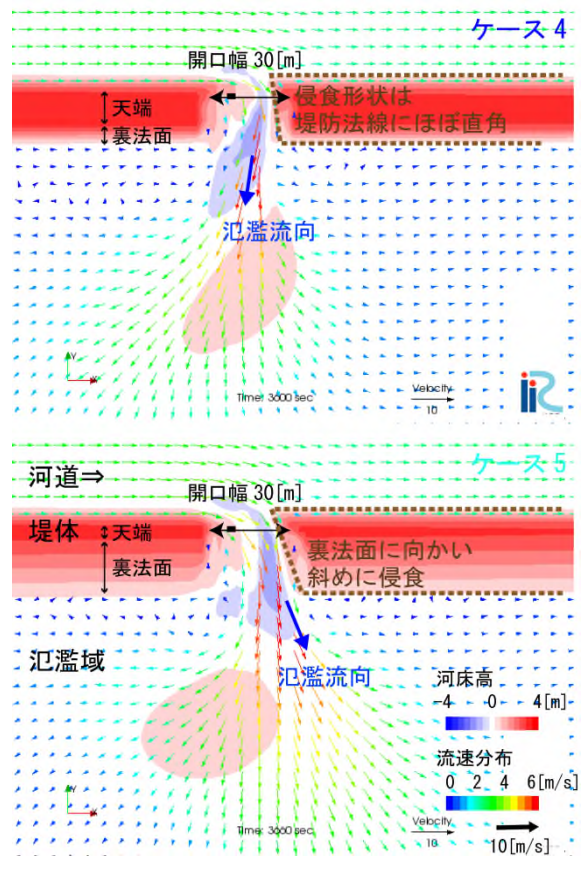 ケース4
開口幅 30[m]
天端
裏法面
侵食形状は
堤防法線にほぼ直角
氾濫流向
Y
X
Time: 3600 sec
Velocity
10
iRiC
ケース5
河道⇒
開口幅 30[m]
堤体
天端
裏法面
裏法面に向かい
斜めに侵食
氾濫域
氾濫流向
河床高
-4 0 4[m]
流速分布
0 2 4 6[m/s]
Y
X
Time: 3660 sec
Velocity
10
10[m/s]